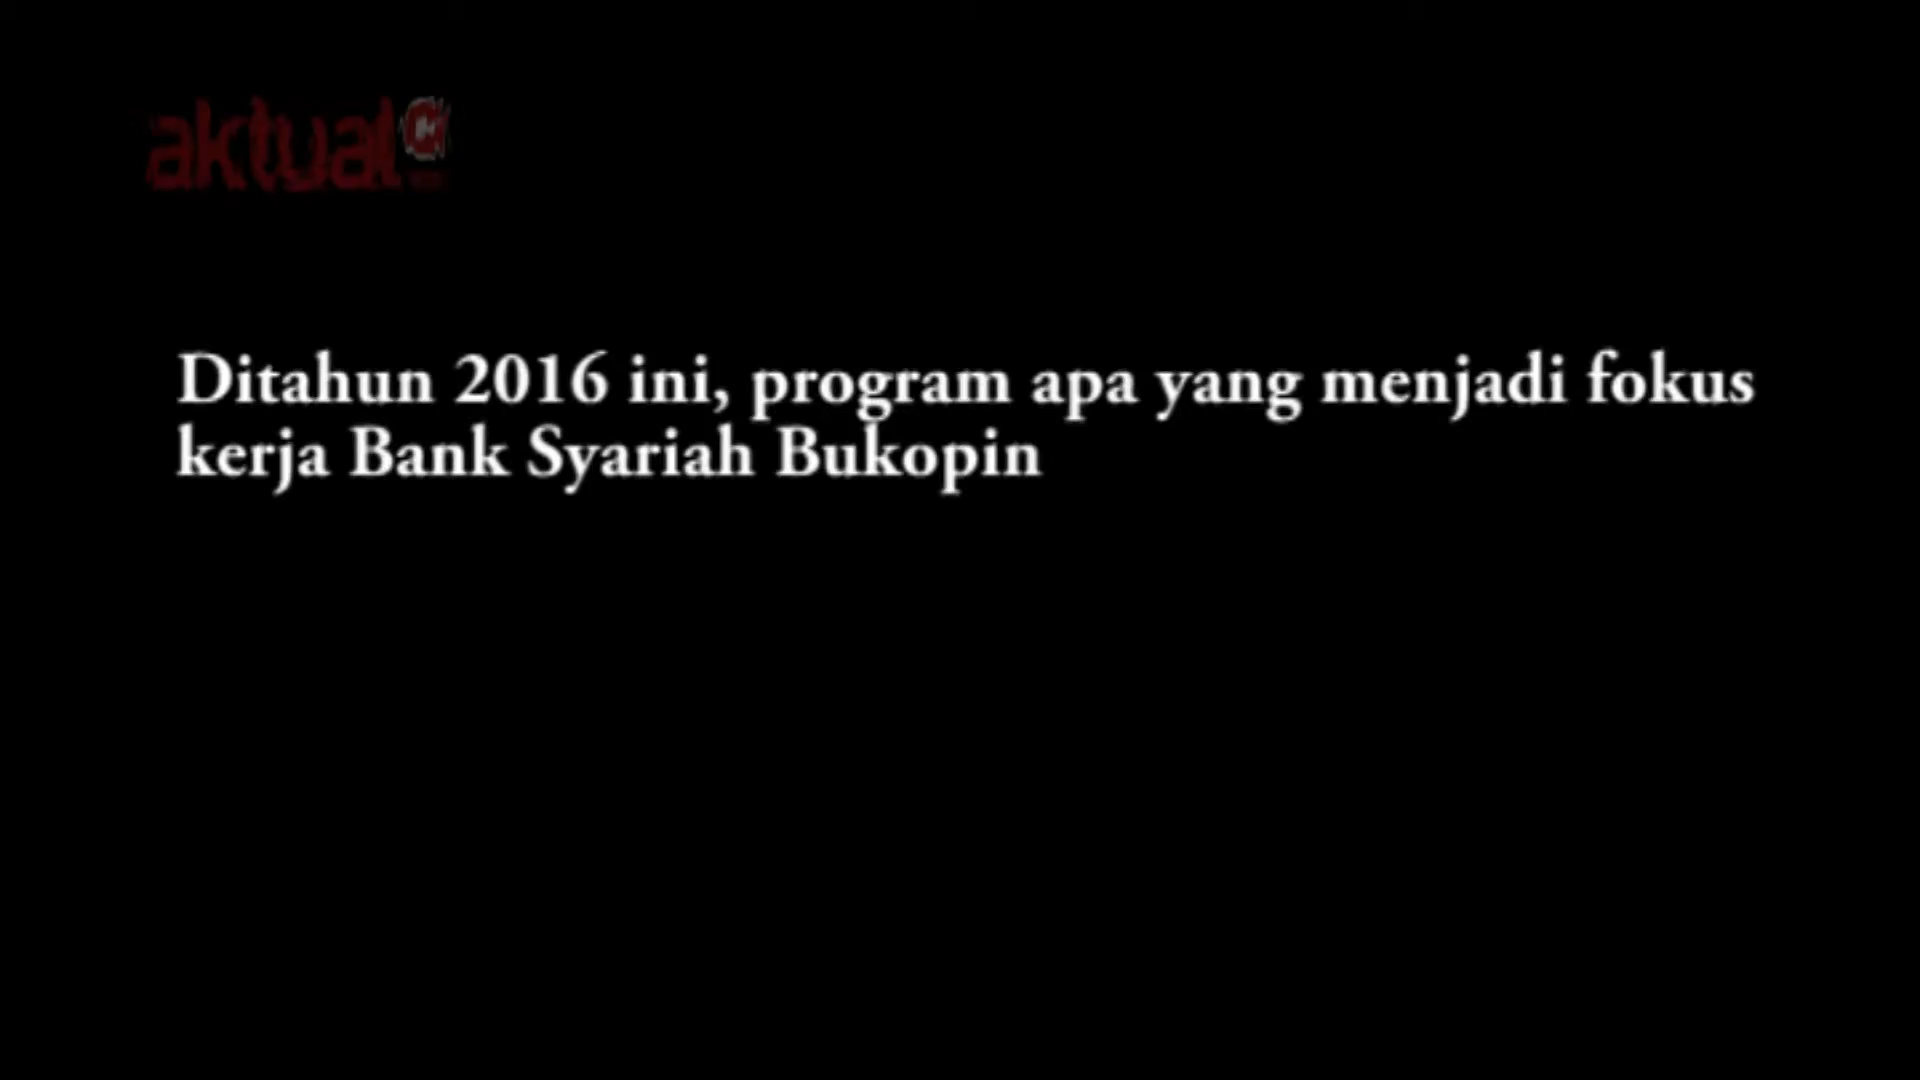 aktual
Ditahun 2016 ini, program apa yang menjadi fokus
kerja Bank Syariah Bukopin